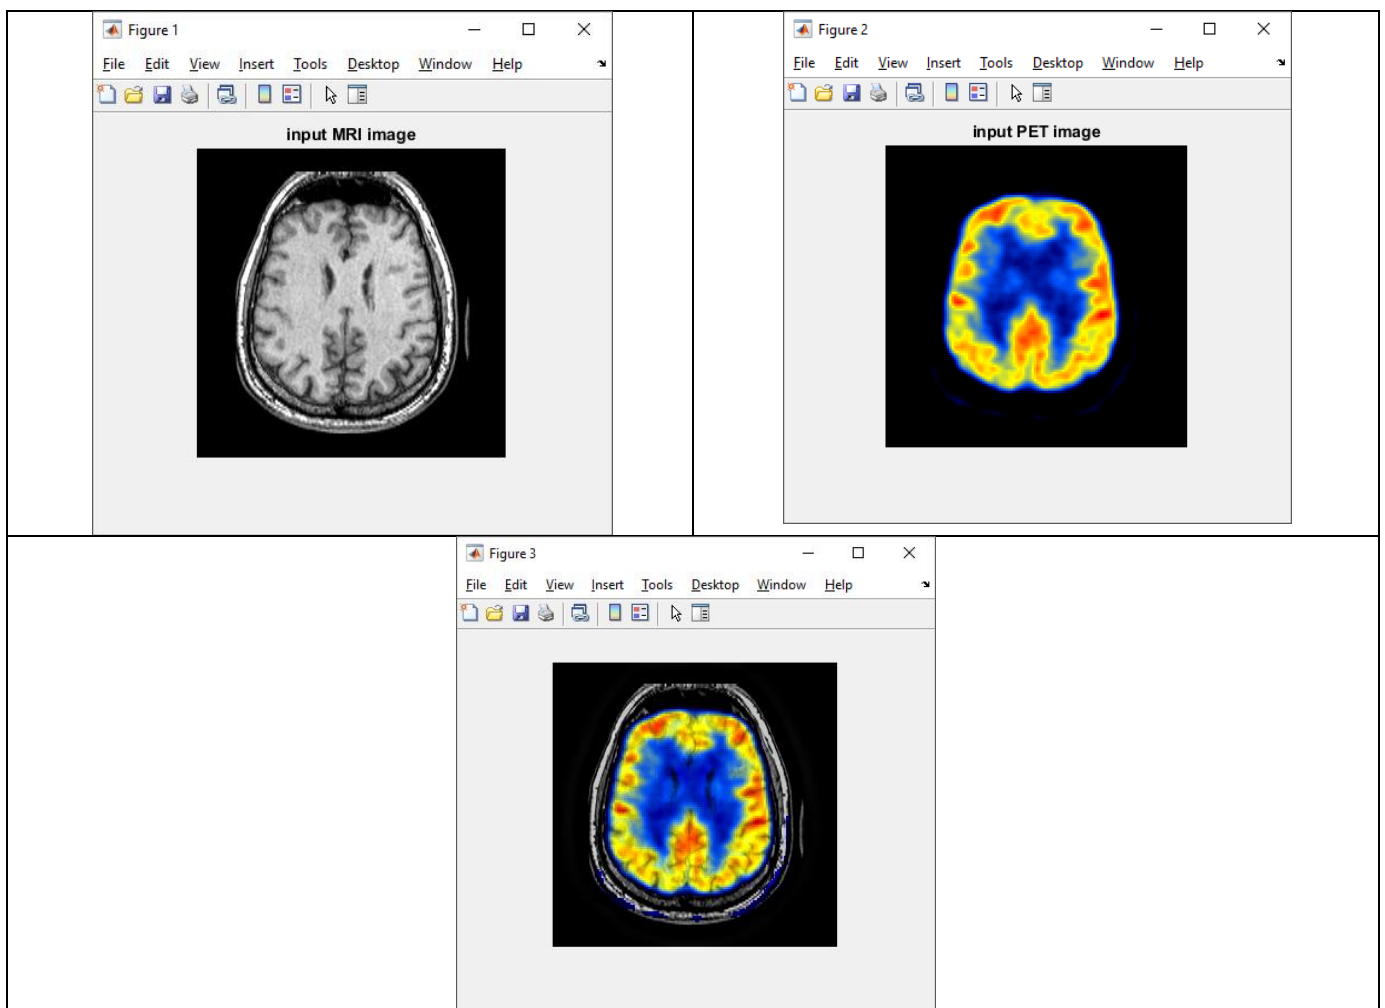 Figure 1
File Edit View Insert Tools Desktop Window Help
input MRI image
Figure 2
File Edit View Insert Tools Desktop Window Help
input PET image
Figure 3
File Edit View Insert Tools Desktop Window Help